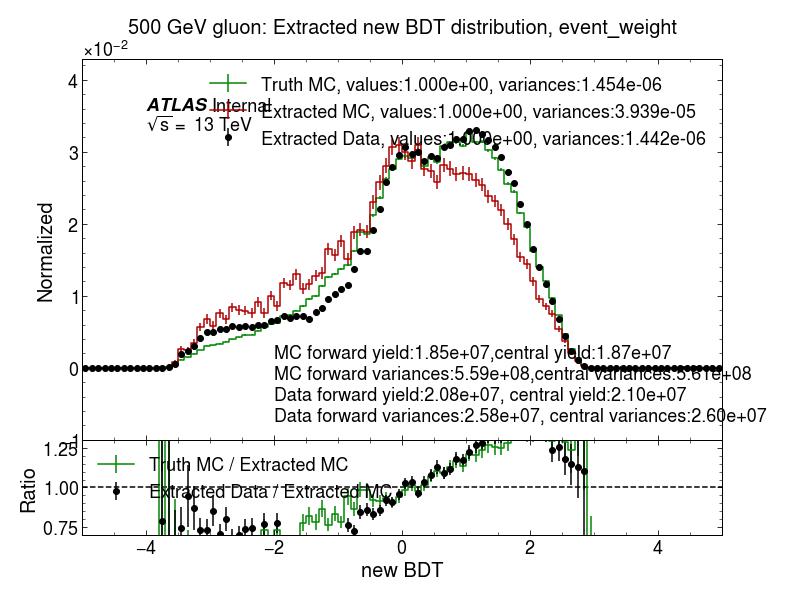 500 GeV gluon: Extracted new BDT distribution, event_weight
×10⁻²
Truth MC, values:1.000e+00, variances:1.454e-06
ATLAS Internal
Extracted MC, values:1.000e+00, variances:3.939e-05
√s = 13 TeV
Extracted Data, values:1.000e+00, variances:1.442e-06
4
3
2
1
0
Normalized
MC forward yield:1.85e+07,central yield:1.87e+07
MC forward variances:5.59e+08,central variances:5.61e+08
Data forward yield:2.08e+07, central yield:2.10e+07
Data forward variances:2.58e+07, central variances:2.60e+07
1.25
1.00
0.75
Ratio
Truth MC / Extracted MC
Extracted Data / Extracted MC
−4 −2 0 2 4
new BDT